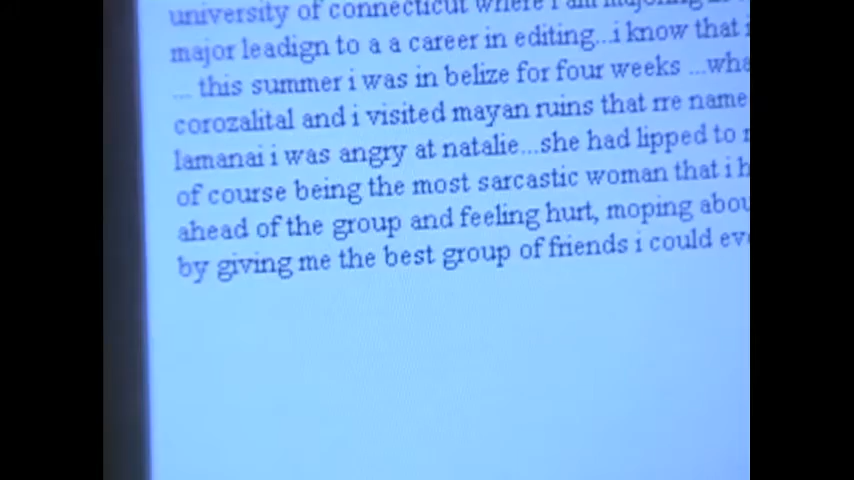 university of connecticut where i am majoring
major leadign to a a career in editing...i know that i
... this summer i was in belize for four weeks ...wha
corozalital and i visited mayan ruins that rre name
lamanai i was angry at natalie...she had lipped to
of course being the most sarcastic woman that i h
ahead of the group and feeling hurt, moping abou
by giving me the best group of friends i could eve